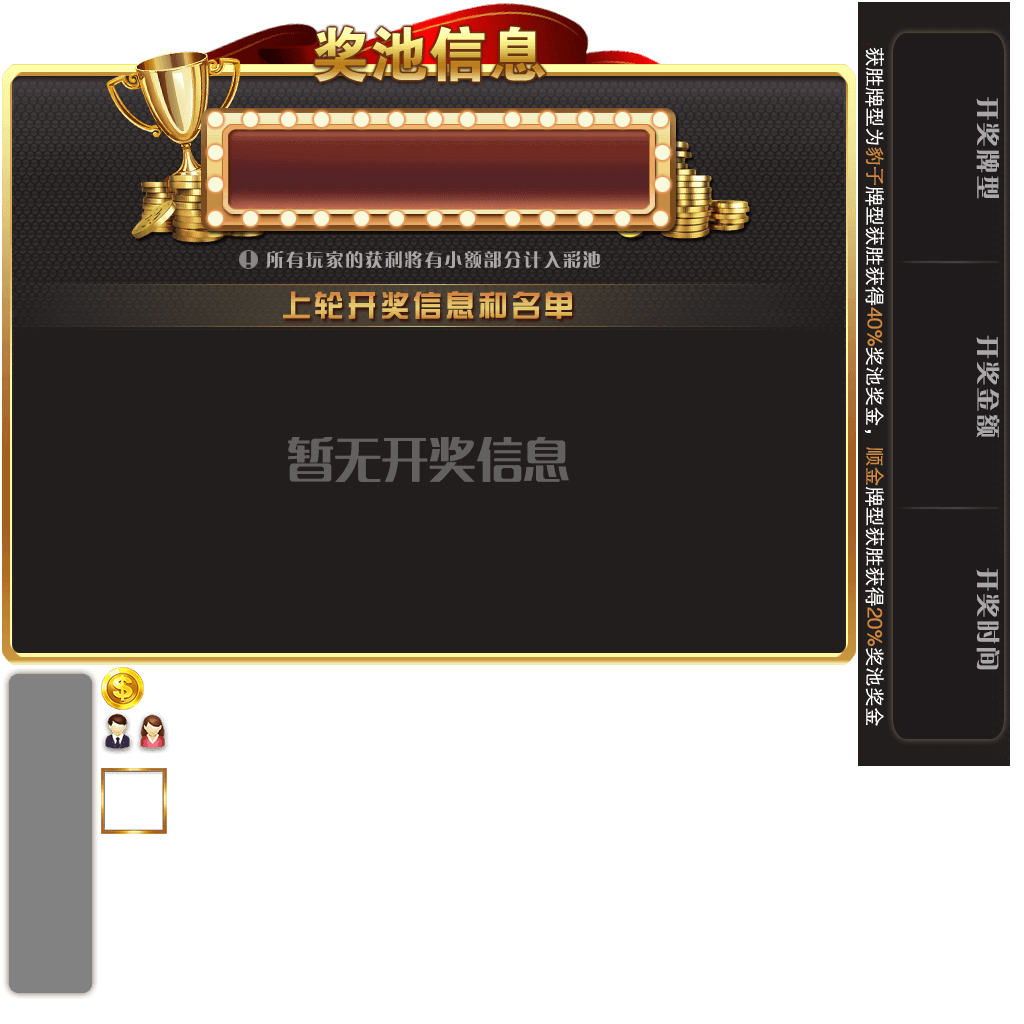 奖池信息
所有玩家的获利将有小额部分计入彩池
上轮开奖信息和名单
暂无开奖信息
获胜牌型为豹子牌型获胜获得40%奖池奖金，顺金牌型获胜获得20%奖池奖金
开奖牌型
开奖金额
开奖时间